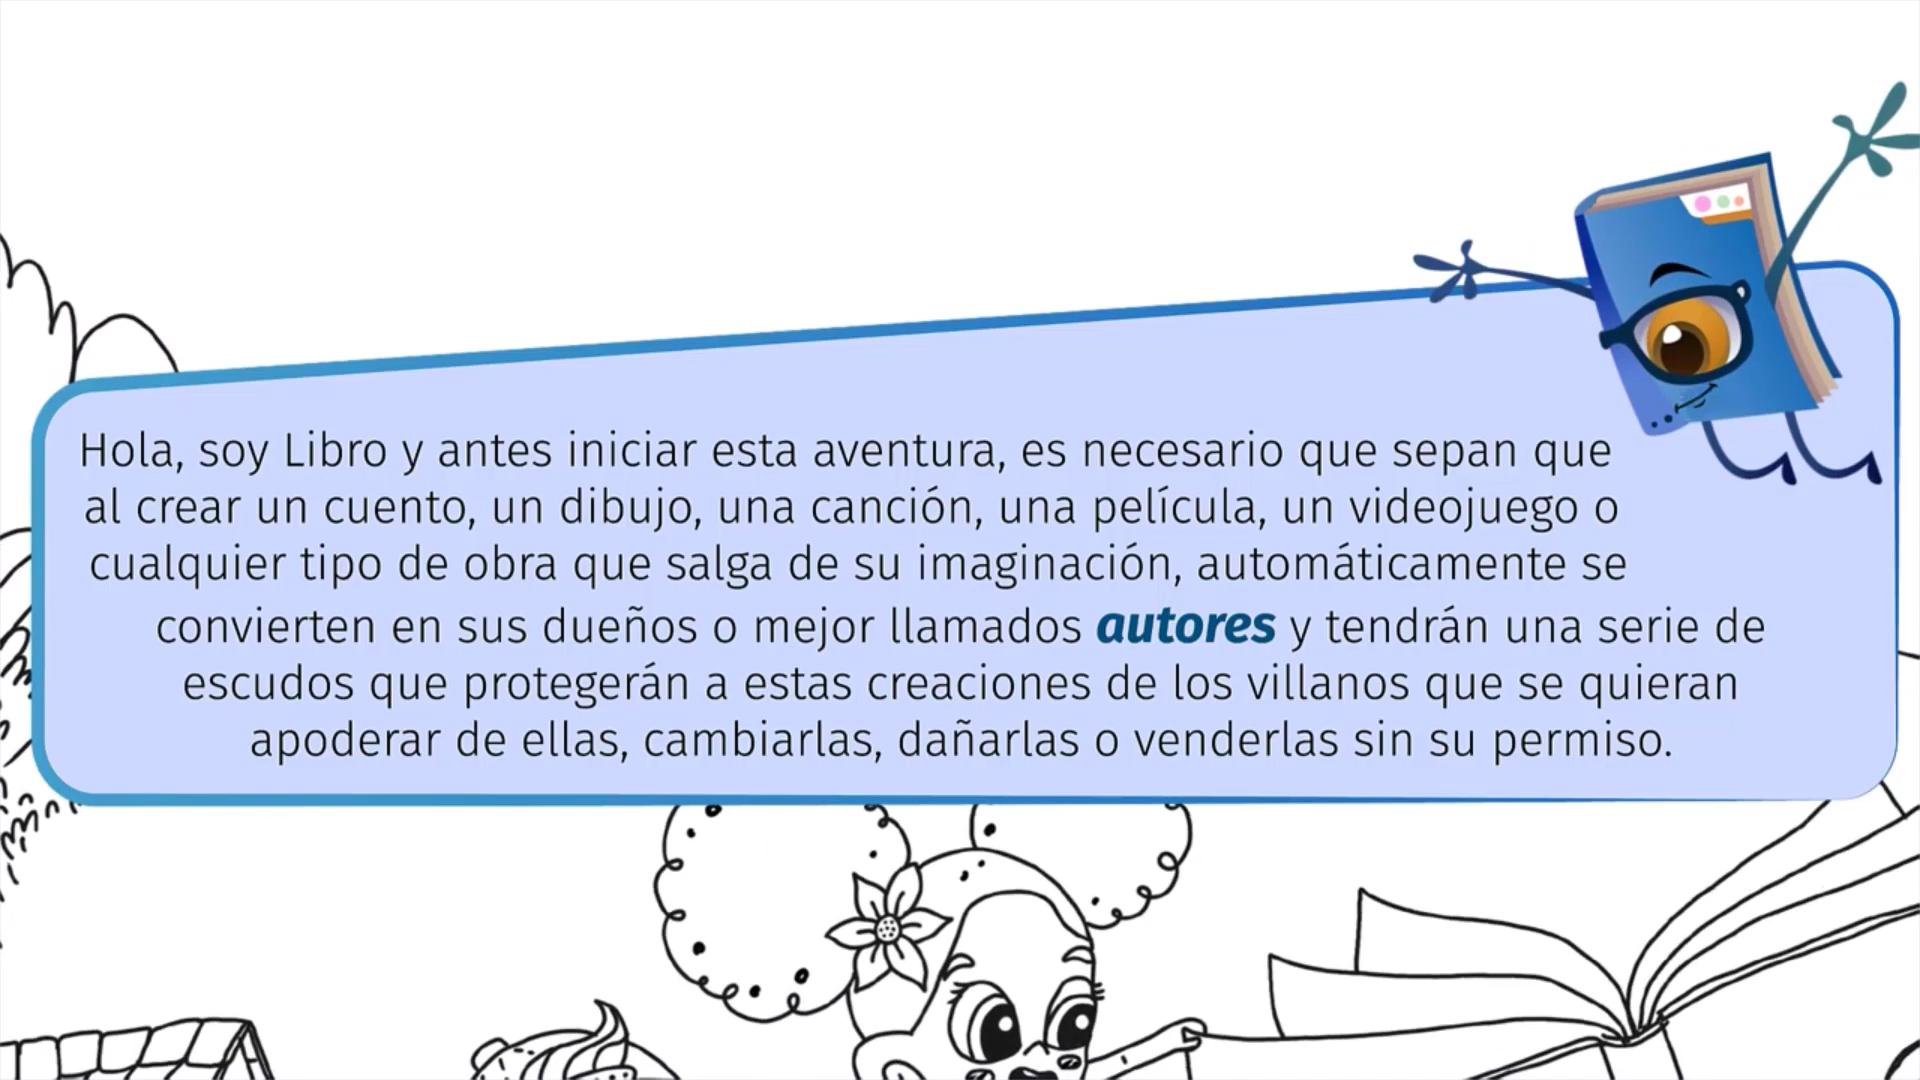 Hola, soy Libro y antes iniciar esta aventura, es necesario que sepan que
al crear un cuento, un dibujo, una canción, una película, un videojuego o
cualquier tipo de obra que salga de su imaginación, automáticamente se
convierten en sus dueños o mejor llamados autores y tendrán una serie de
escudos que protegerán a estas creaciones de los villanos que se quieran
apoderar de ellas, cambiarlas, dañarlas o venderlas sin su permiso.